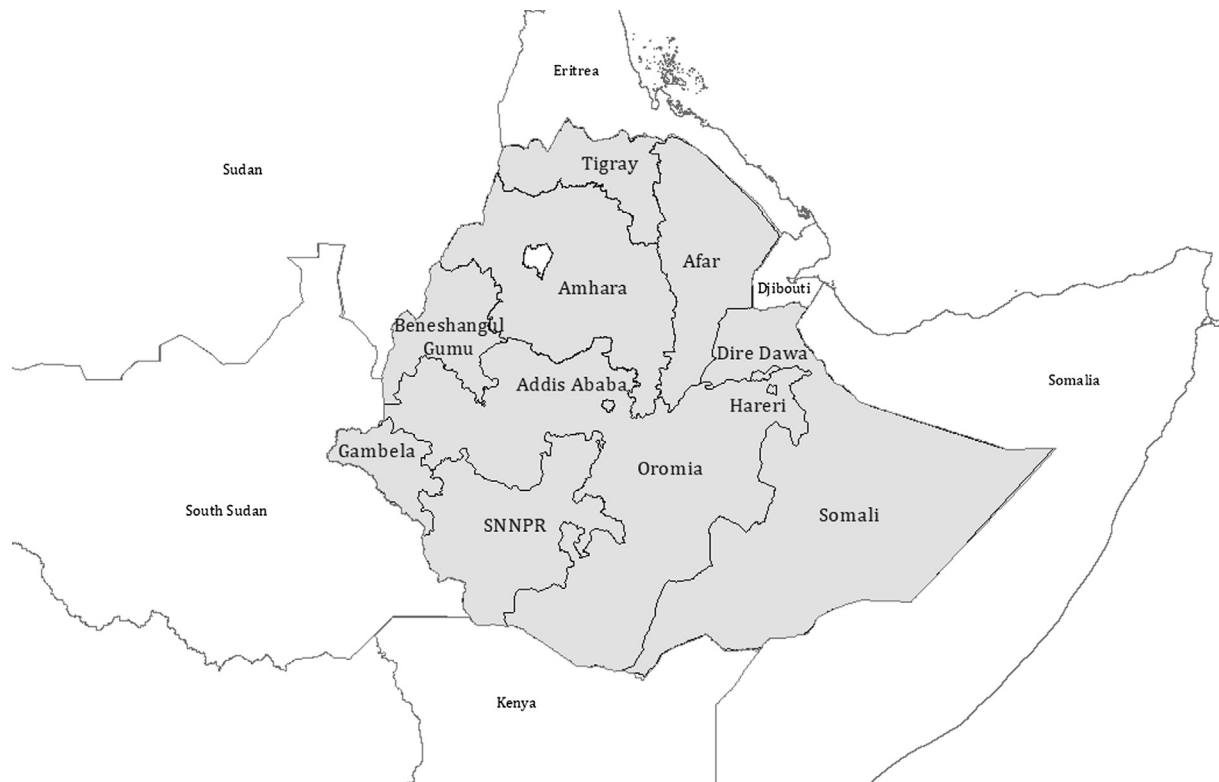 Eritrea
Tigray
Sudan
Afar
Amhara
Djibouti
Beneshangul
Gumu
Dire Dawa
Addis Ababa
Somalia
Hareri
Gambela
Oromia
South Sudan
Somali
SNNPR
Kenya